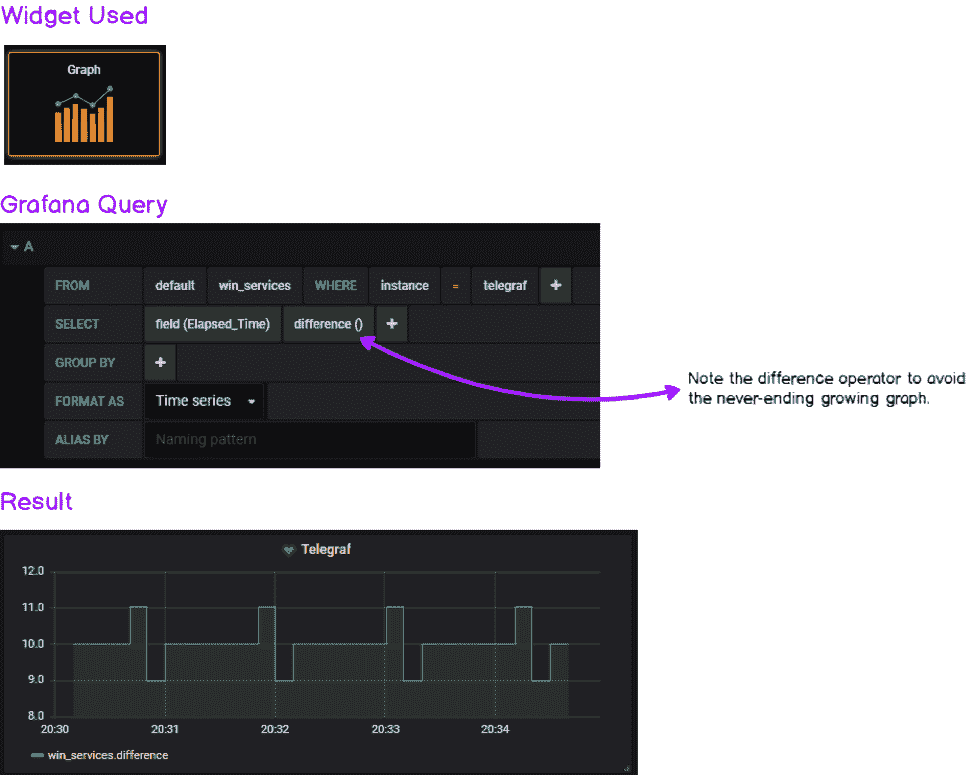 Widget Used
Graph
Grafana Query
A
FROM default win_services WHERE instance = telegraf +
SELECT field (Elapsed_Time) difference () +
GROUP BY +
FORMAT AS Time series
ALIAS BY Naming pattern
Note the difference operator to avoid
the never-ending growing graph.
Result
Telegraf
12.0
11.0
10.0
9.0
8.0
20:30 20:31 20:32 20:33 20:34
win_services.difference